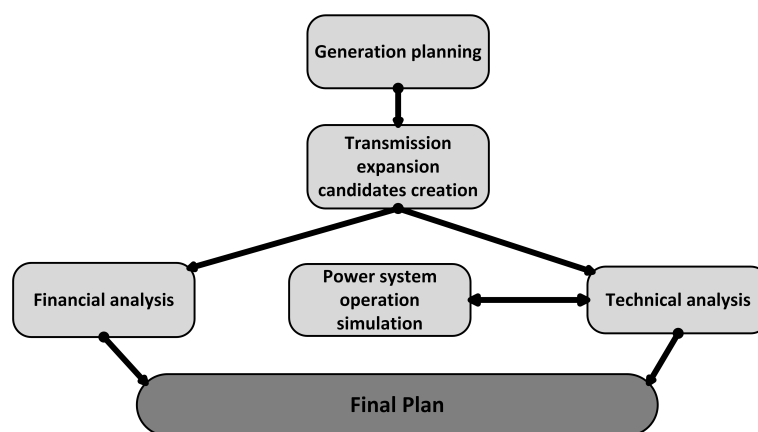 Generation planning
Transmission
expansion
candidates creation
Financial analysis
Power system
operation
simulation
Technical analysis
Final Plan